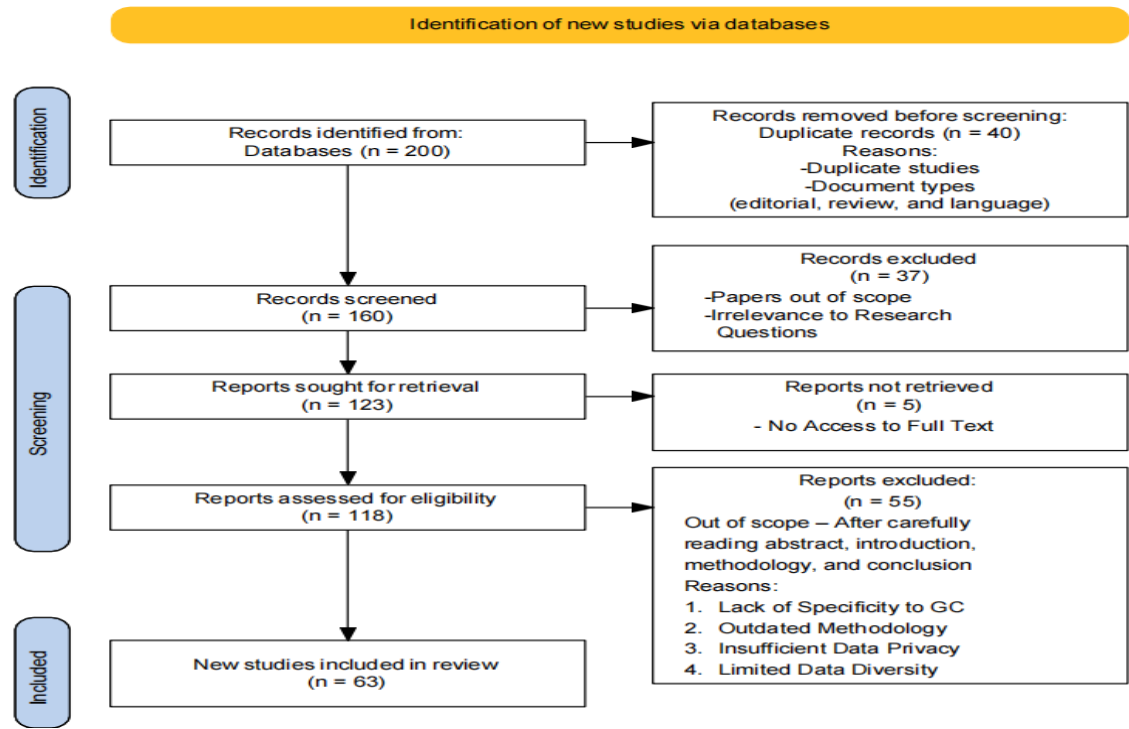 Identification of new studies via databases
Identification
Records identified from:
Databases (n = 200)
Records removed before screening:
Duplicate records (n = 40)
Reasons:
-Duplicate studies
-Document types
(editorial, review, and language)
Screening
Records screened
(n = 160)
Records excluded
(n = 37)
-Papers out of scope
-Irrelevance to Research
Questions
Reports sought for retrieval
(n = 123)
Reports not retrieved
(n = 5)
- No Access to Full Text
Reports assessed for eligibility
(n = 118)
Reports excluded:
(n = 55)
Out of scope – After carefully
reading abstract, introduction,
methodology, and conclusion
Reasons:
1. Lack of Specificity to GC
2. Outdated Methodology
3. Insufficient Data Privacy
4. Limited Data Diversity
Included
New studies included in review
(n = 63)